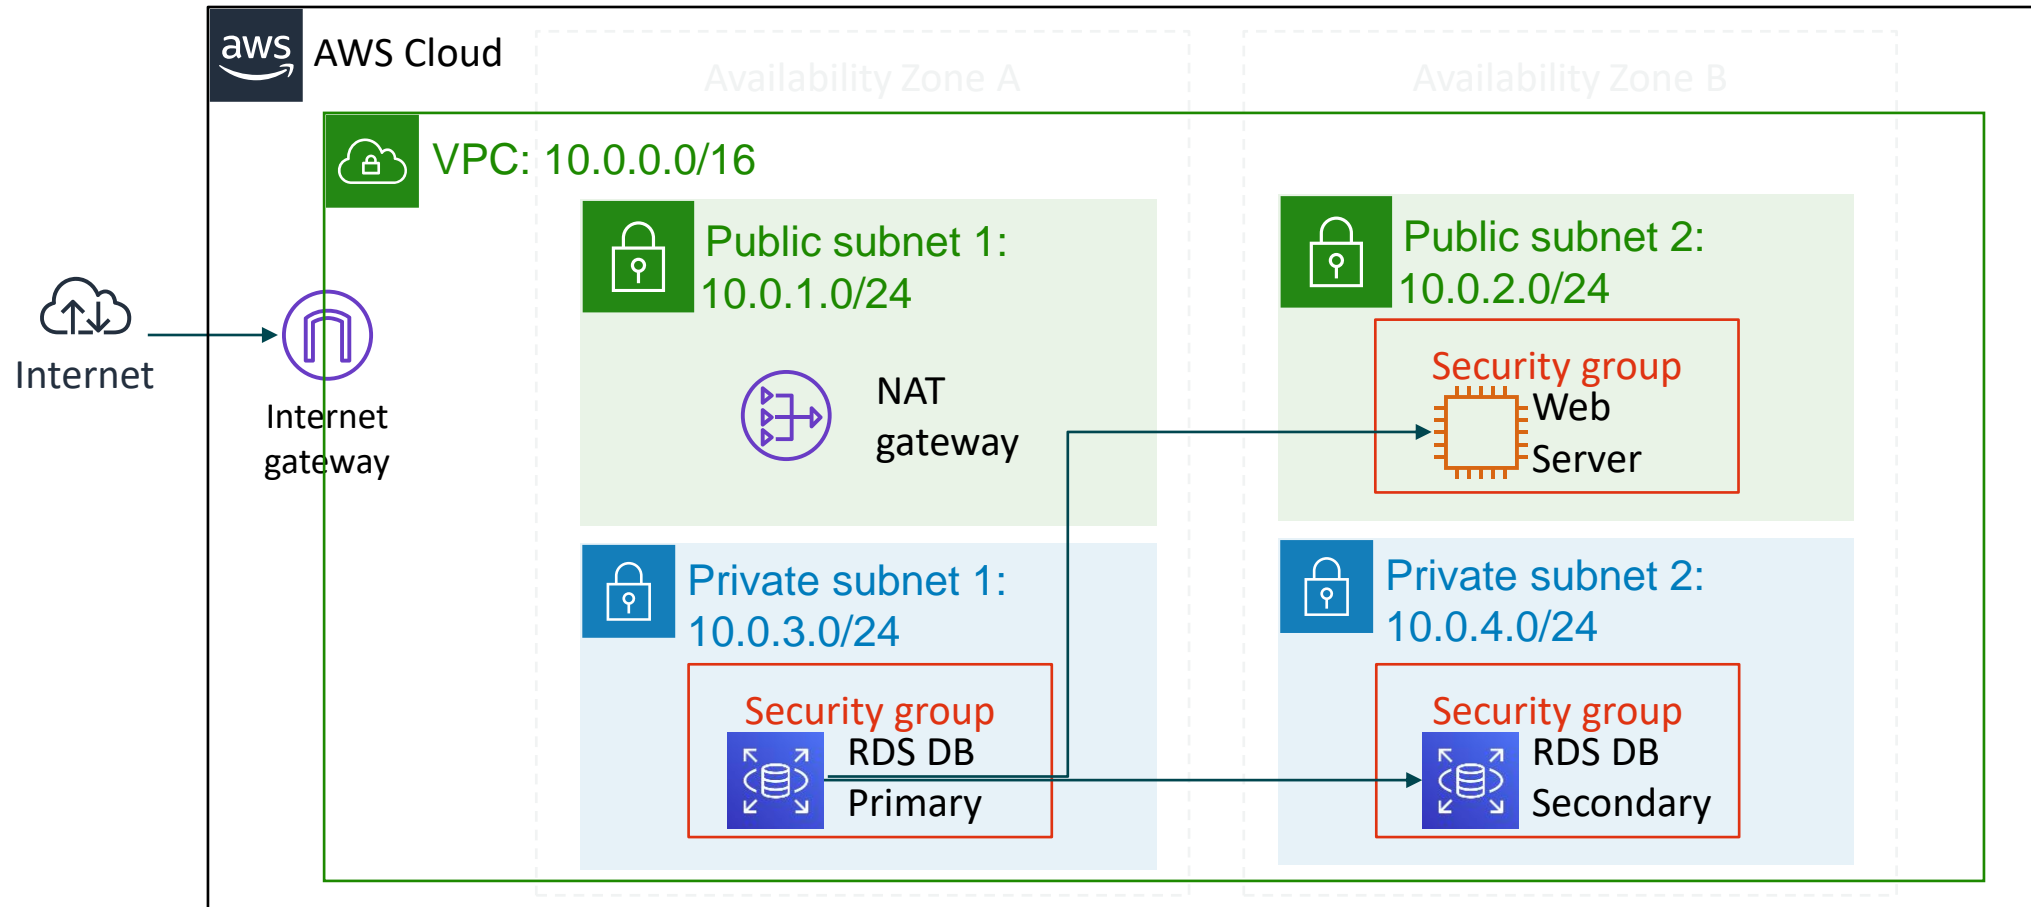 aws
AWS Cloud
Availability Zone A
Availability Zone B
VPC: 10.0.0.0/16
Public subnet 1:
10.0.1.0/24
Public subnet 2:
10.0.2.0/24
Internet
Internet
gateway
NAT
gateway
Security group
Web
Server
Private subnet 1:
10.0.3.0/24
Private subnet 2:
10.0.4.0/24
Security group
RDS DB
Primary
Security group
RDS DB
Secondary